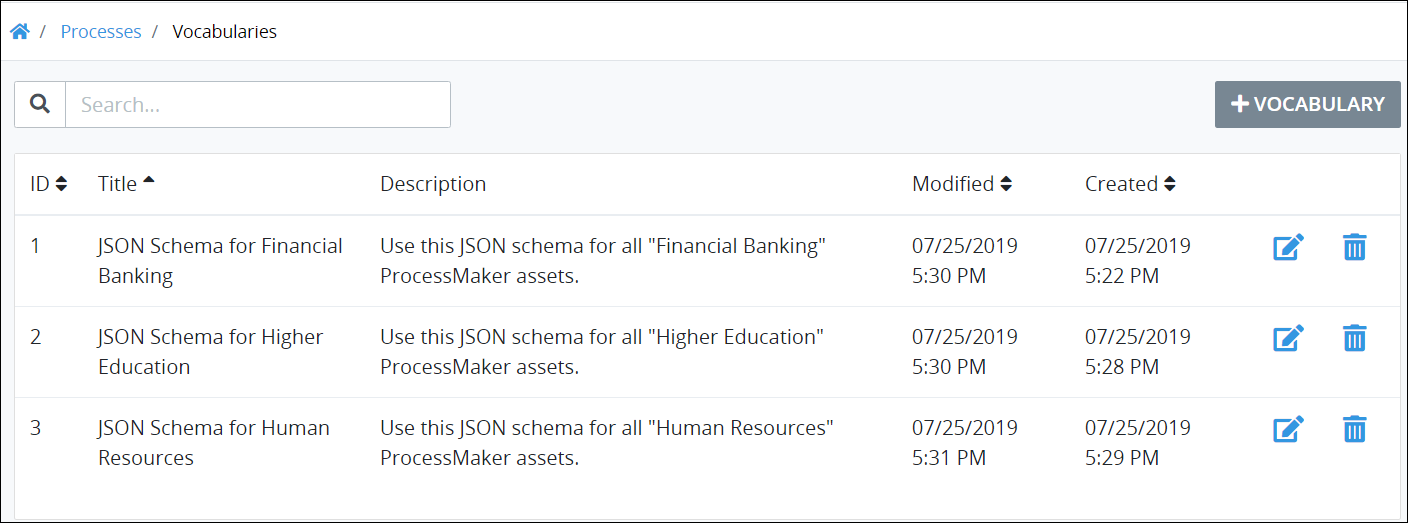 / Processes / Vocabularies
Search...
+ VOCABULARY
ID Title Description Modified Created
1 JSON Schema for Financial Use this JSON schema for all "Financial Banking" 07/25/2019 07/25/2019
Banking ProcessMaker assets. 5:30 PM 5:22 PM
2 JSON Schema for Higher Use this JSON schema for all "Higher Education" 07/25/2019 07/25/2019
Education ProcessMaker assets. 5:30 PM 5:28 PM
3 JSON Schema for Human Use this JSON schema for all "Human Resources" 07/25/2019 07/25/2019
Resources ProcessMaker assets. 5:31 PM 5:29 PM